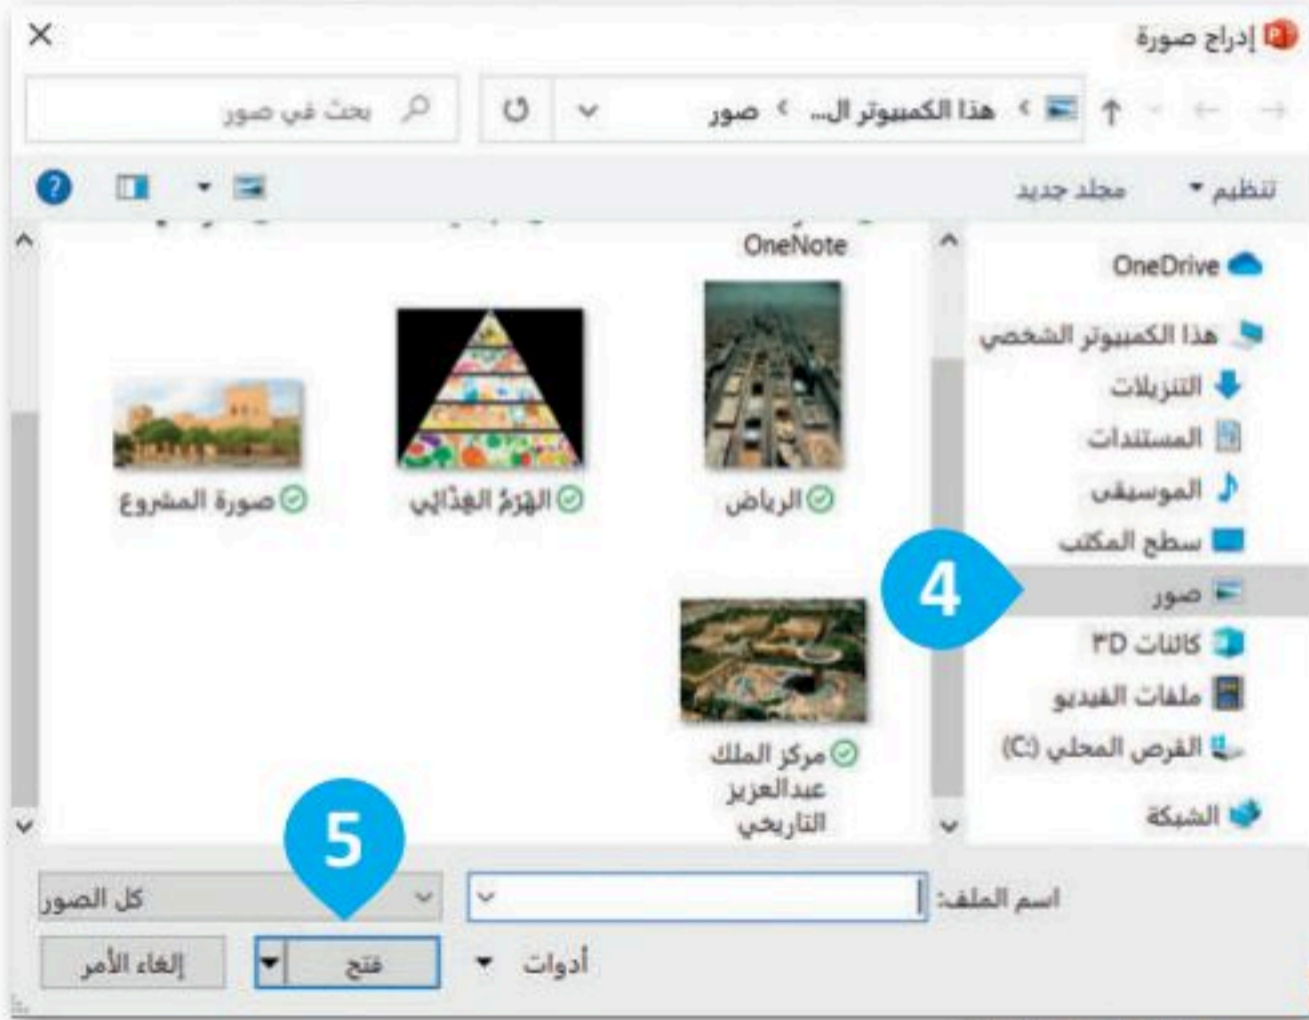 إدراج صورة
هذا الكمبيوتر ال... › صور
بحث في صور
تنظيم
مجلد جديد
?
OneDrive
هذا الكمبيوتر الشخصي
التنزيلات
المستندات
الموسيقى
سطح المكتب
صور
4
كائنات ٣D
ملفات الفيديو
القرص المحلي (C:)
الشبكة
OneNote
الرياض
الهَرَمُ الغِذَائِي
صورة المشروع
مركز الملك
عبدالعزيز
التاريخي
5
اسم الملف:
كل الصور
أدوات
فتح
إلغاء الأمر